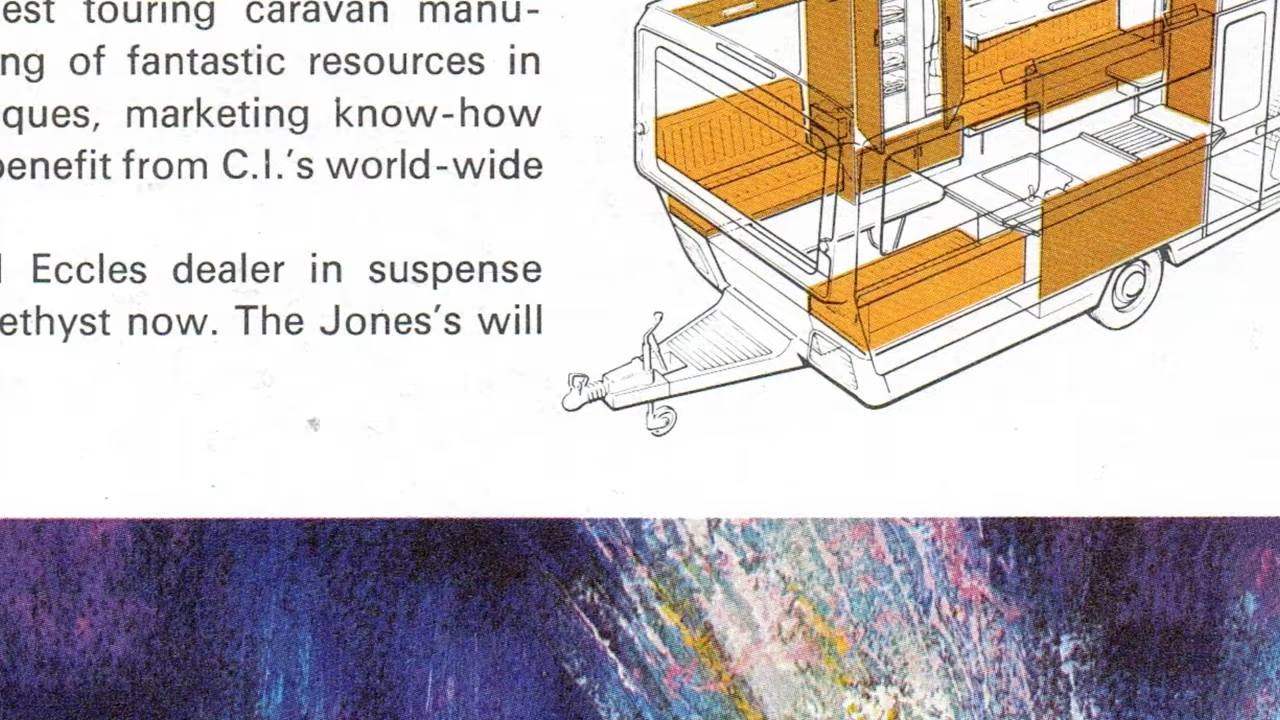 est touring caravan manu-
ng of fantastic resources in
ques, marketing know-how
benefit from C.I.'s world-wide
Eccles dealer in suspense
ethyst now. The Jones's will